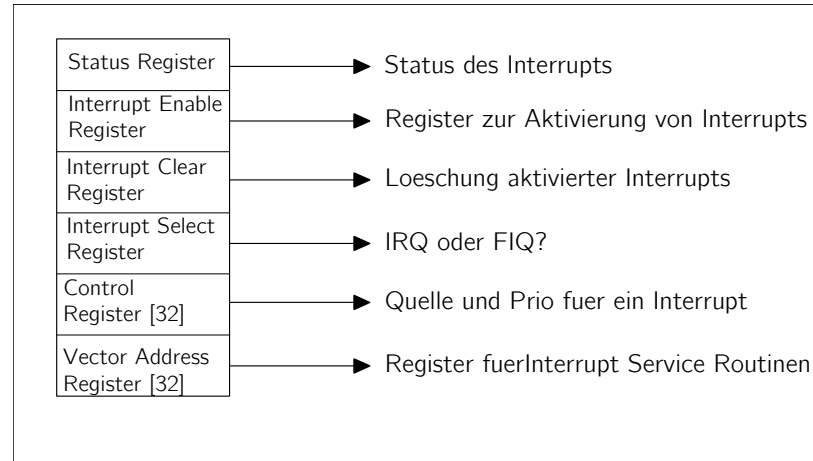 Status Register
Status des Interrupts
Interrupt Enable
Register
Register zur Aktivierung von Interrupts
Interrupt Clear
Register
Loeschung aktivierter Interrupts
Interrupt Select
Register
IRQ oder FIQ?
Control
Register [32]
Quelle und Prio fuer ein Interrupt
Vector Address
Register [32]
Register fuerInterrupt Service Routinen